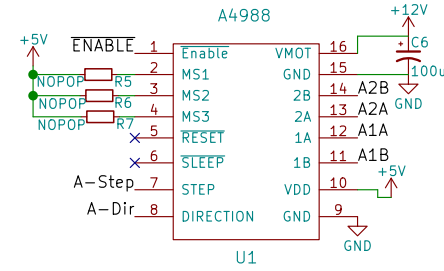 A4988
+12V
+5V
ENABLE 1 Enable VMOT 16 C6
NOPOP R5 2 MS1 GND 15 100u
NOPOP R6 3 MS2 2B 14 A2B GND
NOPOP R7 4 MS3 2A 13 A2A
5 RESET 1A 12 A1A
6 SLEEP 1B 11 A1B
A-Step 7 STEP VDD 10 +5V
A-Dir 8 DIRECTION GND 9
GND
U1